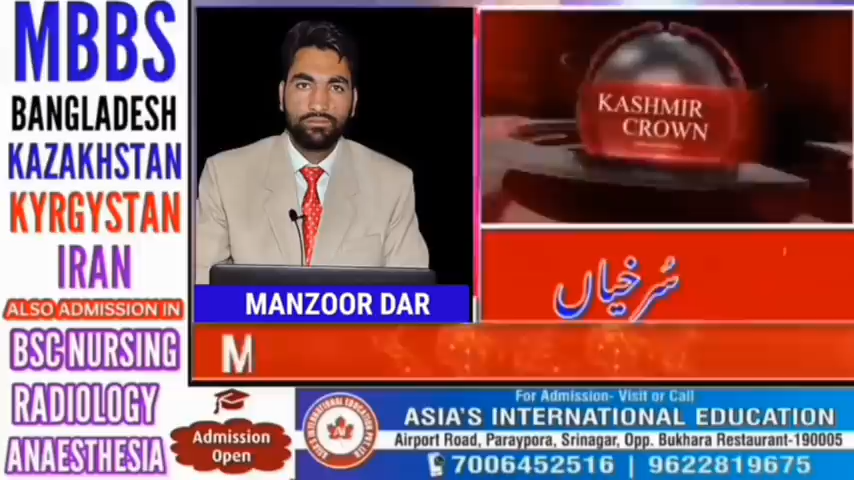 MBBS
BANGLADESH
KAZAKHSTAN
KYRGYSTAN
IRAN
ALSO ADMISSION IN
BSC NURSING
RADIOLOGY
ANAESTHESIA
MANZOOR DAR
KASHMIR
CROWN
سُرخیاں
M
Admission
Open
For Admission- Visit or Call
ASIA'S INTERNATIONAL EDUCATION
Airport Road, Paraypora, Srinagar, Opp. Bukhara Restaurant-190005
7006452516 | 9622819675